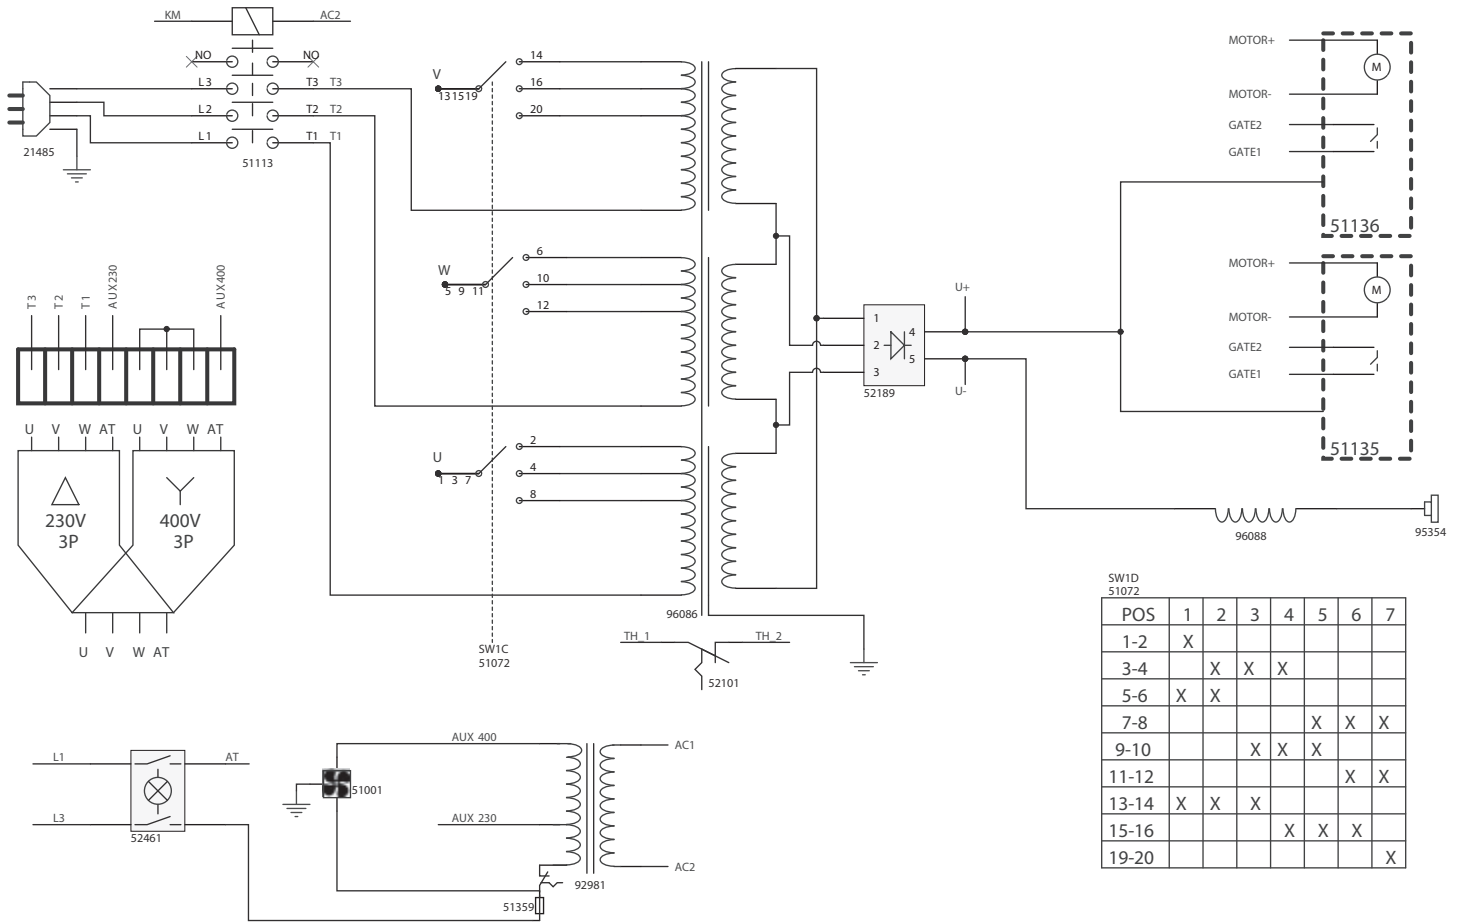 KM AC2
NO NO
L3 T3 T3
L2 T2 T2
L1 T1 T1
21485
51113
V
131519
14
16
20
W
5 9 11
6
10
12
U
1 3 7
2
4
8
SW1C
51072
96086
TH_1 TH_2
52101
1
2
3
4
5
52189
U+
U-
MOTOR+
M
MOTOR-
GATE2
GATE1
51136
MOTOR+
M
MOTOR-
GATE2
GATE1
51135
96088
95354
T3 T2 T1 AUX230 AUX400
U V W AT U V W AT
230V 400V
3P 3P
U V W AT
L1 AT
L3
52461
51001
AUX 400
AUX 230
AC1
AC2
92981
51359
SW1D
51072
POS 1 2 3 4 5 6 7
1-2 X
3-4 X X X
5-6 X X
7-8 X X X
9-10 X X X
11-12 X X
13-14 X X X
15-16 X X X
19-20 X